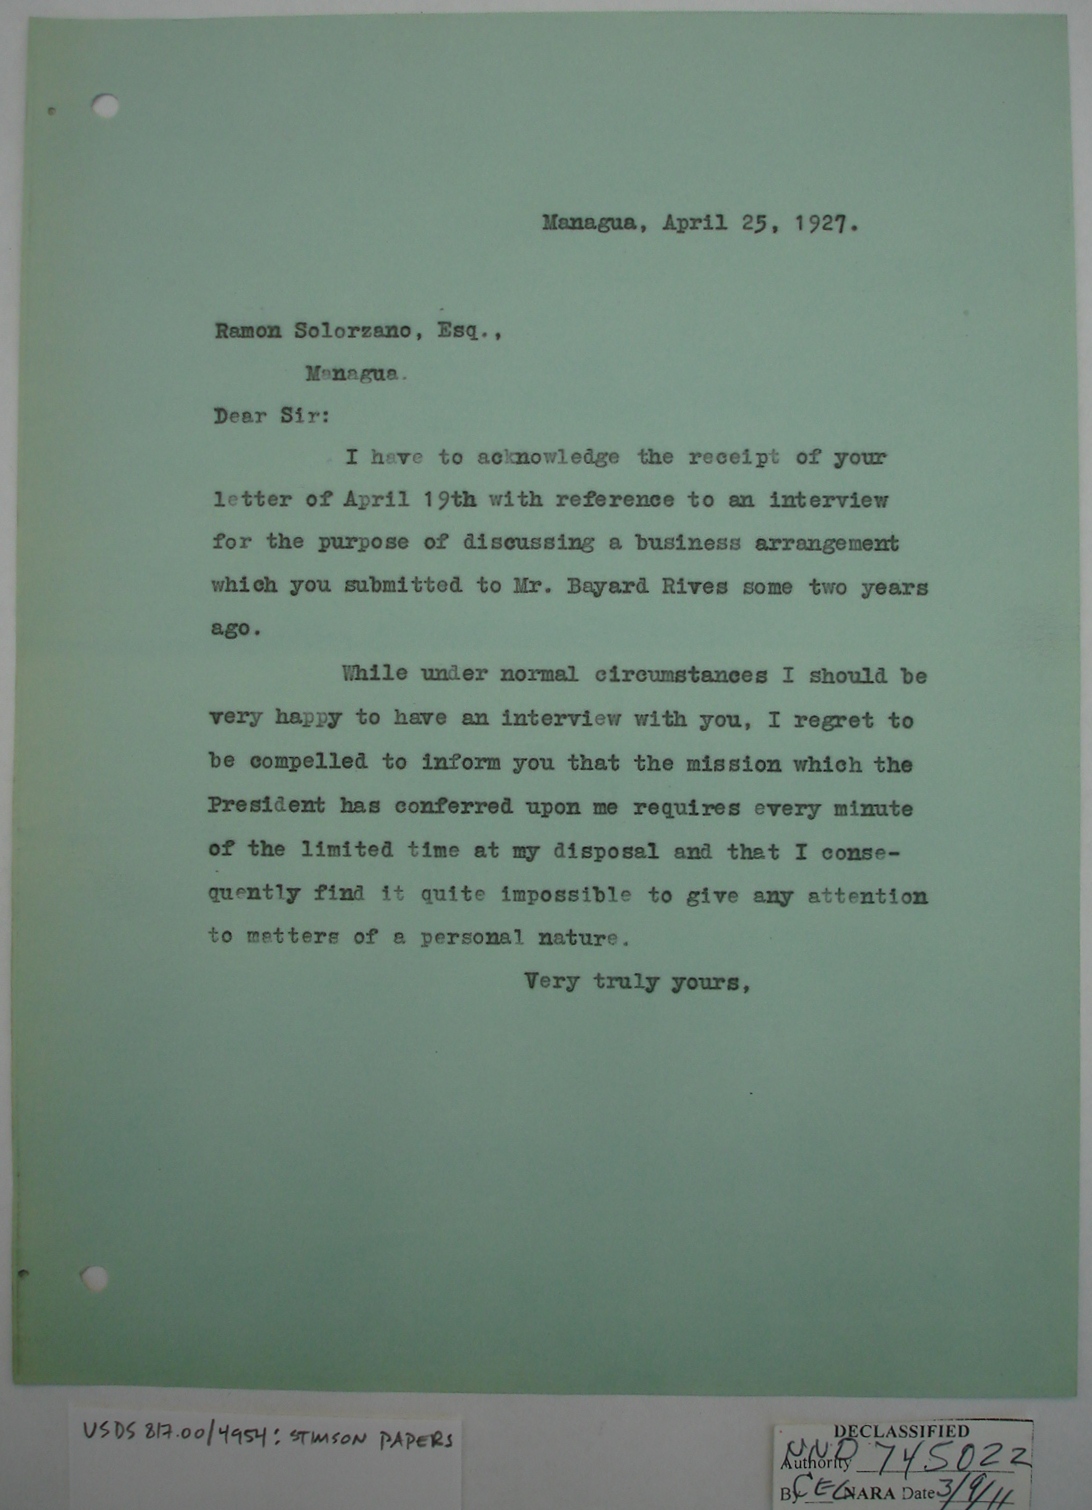 Managua, April 25, 1927.
Ramon Solorzano, Esq.,
Managua.
Dear Sir:
I have to acknowledge the receipt of your
letter of April 19th with reference to an interview
for the purpose of discussing a business arrangement
which you submitted to Mr. Bayard Rives some two years
ago.
While under normal circumstances I should be
very happy to have an interview with you, I regret to
be compelled to inform you that the mission which the
President has conferred upon me requires every minute
of the limited time at my disposal and that I conse-
quently find it quite impossible to give any attention
to matters of a personal nature.
Very truly yours,
USDS 817.00/4954: STIMSON PAPERS
DECLASSIFIED
Authority NND 745022
By CEC NARA Date 3/9/11